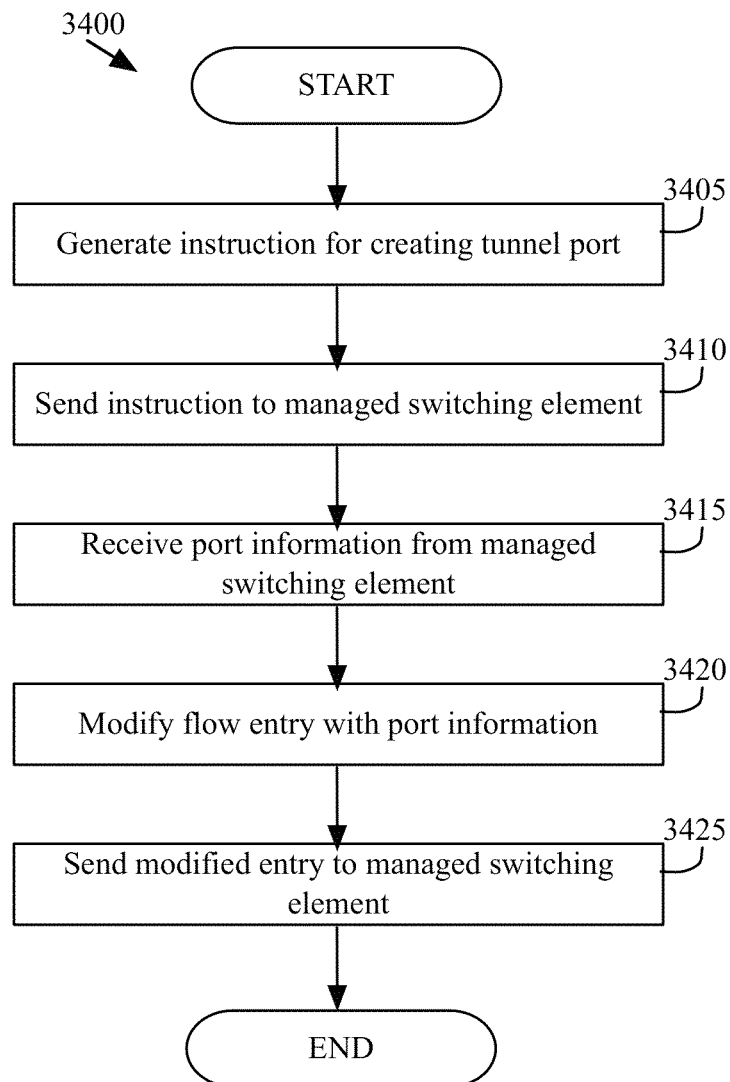 3400
START
3405
Generate instruction for creating tunnel port
3410
Send instruction to managed switching element
3415
Receive port information from managed
switching element
3420
Modify flow entry with port information
3425
Send modified entry to managed switching
element
END